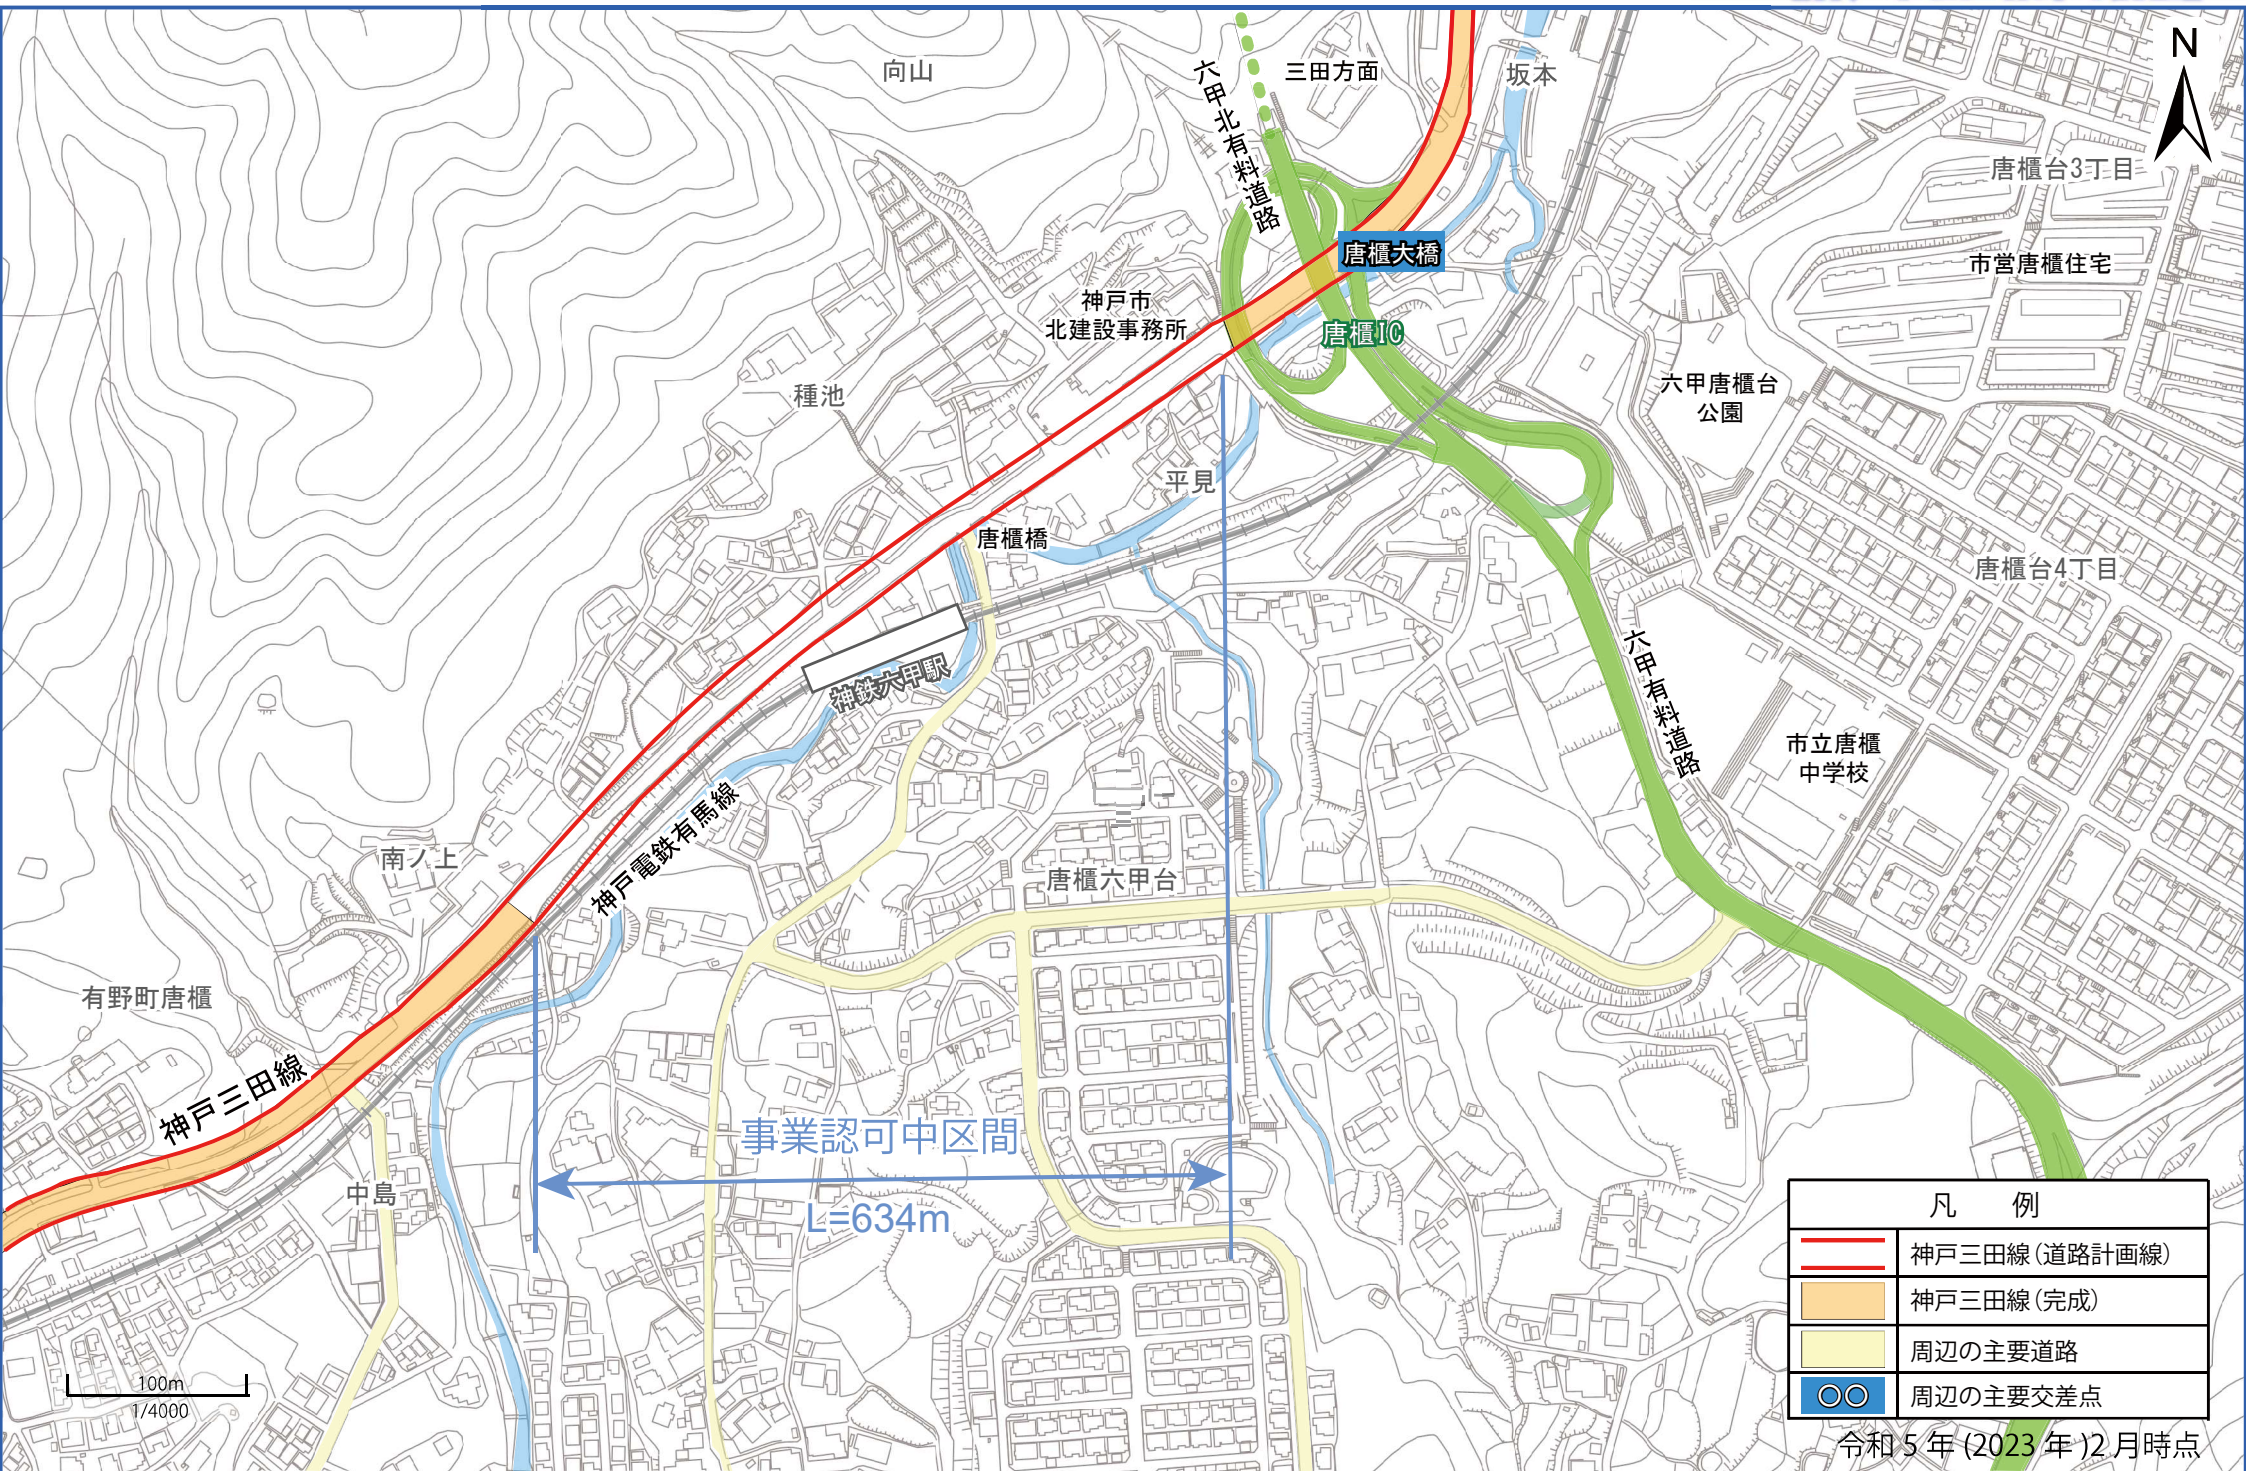 N
向山
三田方面
坂本
六甲北有料道路
唐櫃台3丁目
唐櫃大橋
市営唐櫃住宅
神戸市
北建設事務所
唐櫃IC
種池
六甲唐櫃台
公園
平見
唐櫃橋
唐櫃台4丁目
神鉄六甲駅
六甲有料道路
市立唐櫃
中学校
神戸電鉄有馬線
南ノ上
唐櫃六甲台
有野町唐櫃
神戸三田線
事業認可中区間
L=634m
中島
100m
1/4000
凡 例
神戸三田線(道路計画線)
神戸三田線(完成)
周辺の主要道路
○○ 周辺の主要交差点
令和5年(2023年)2月時点